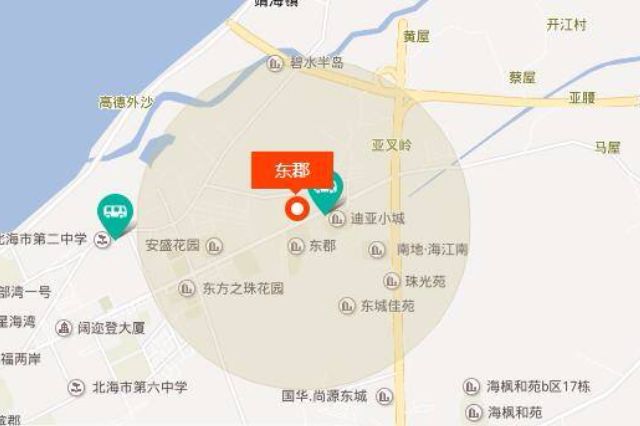 靖海镇
开江村
黄屋
碧水半岛
蔡屋
亚腰
高德外沙
亚叉岭
马屋
东郡
迪亚小城
北海市第二中学
安盛花园
东郡
南地·海江南
部湾一号
东方之珠花园
珠光苑
东城佳苑
星海湾
阔迩登大厦
福两岸
北海市第六中学
国华.尚源东城
海枫和苑b区17栋
海枫和苑